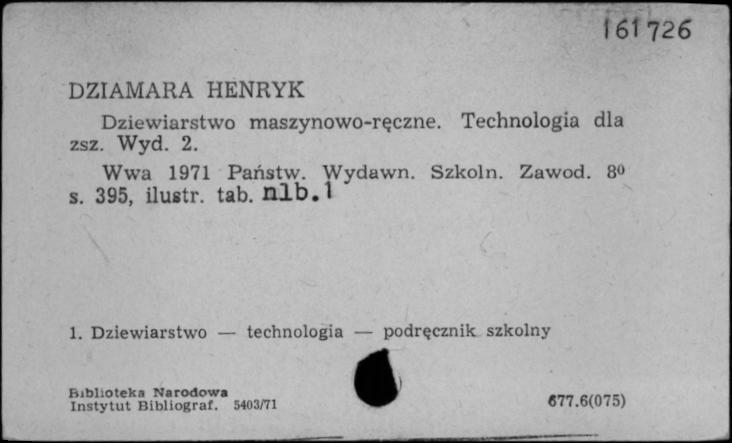 161726
DZIAMARA HENRYK
Dziewiarstwo maszynowo-ręczne. Technologia dla
zsz. Wyd. 2.
Wwa 1971 Państw. Wydawn. Szkoln. Zawod. 8⁰
s. 395, ilustr. tab. nlb.1
1. Dziewiarstwo — technologia — podręcznik szkolny
Biblioteka Narodowa
Instytut Bibliograf. 5403/71
677.6(075)